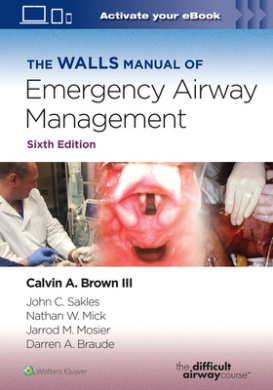 Activate your eBook
THE WALLS MANUAL OF
Emergency Airway
Management
Sixth Edition
Calvin A. Brown III
John C. Sakles
Nathan W. Mick
Jarrod M. Mosier
Darren A. Braude
Wolters Kluwer
the difficult
airway course™